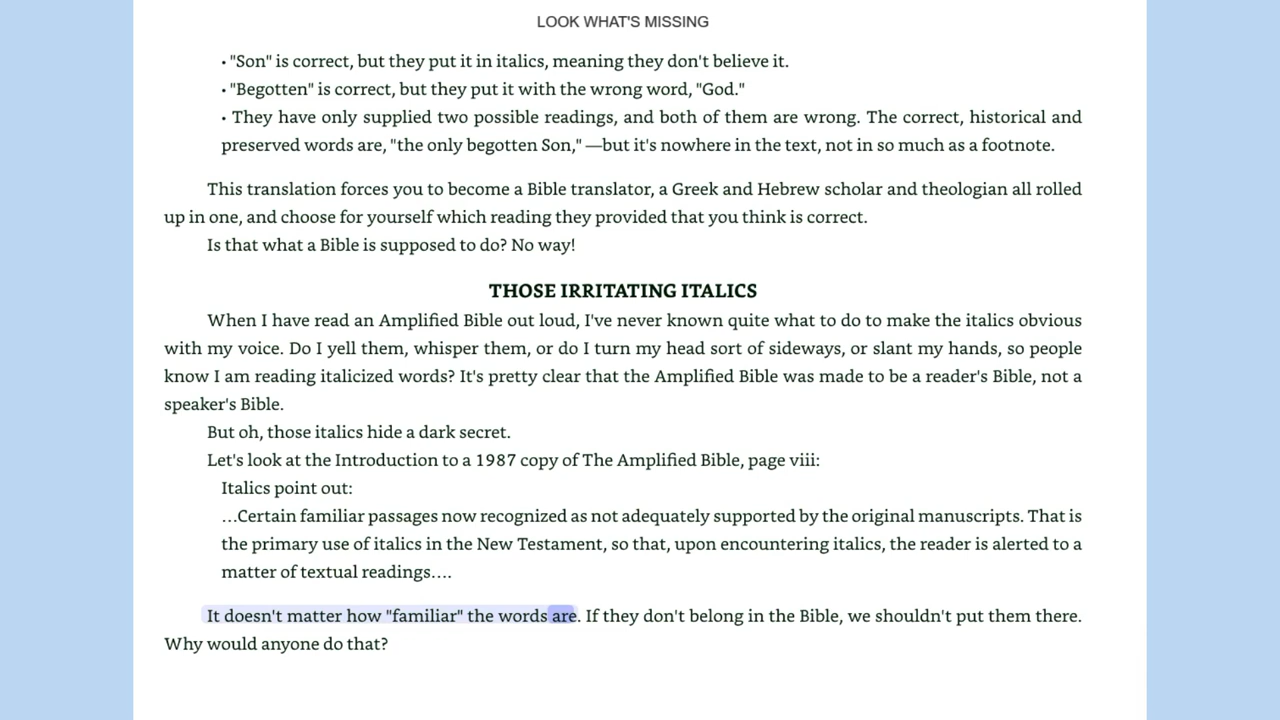 LOOK WHAT'S MISSING
• "Son" is correct, but they put it in italics, meaning they don't believe it.
• "Begotten" is correct, but they put it with the wrong word, "God."
• They have only supplied two possible readings, and both of them are wrong. The correct, historical and
preserved words are, "the only begotten Son," —but it's nowhere in the text, not in so much as a footnote.
This translation forces you to become a Bible translator, a Greek and Hebrew scholar and theologian all rolled
up in one, and choose for yourself which reading they provided that you think is correct.
Is that what a Bible is supposed to do? No way!
THOSE IRRITATING ITALICS
When I have read an Amplified Bible out loud, I've never known quite what to do to make the italics obvious
with my voice. Do I yell them, whisper them, or do I turn my head sort of sideways, or slant my hands, so people
know I am reading italicized words? It's pretty clear that the Amplified Bible was made to be a reader's Bible, not a
speaker's Bible.
But oh, those italics hide a dark secret.
Let's look at the Introduction to a 1987 copy of The Amplified Bible, page viii:
Italics point out:
…Certain familiar passages now recognized as not adequately supported by the original manuscripts. That is
the primary use of italics in the New Testament, so that, upon encountering italics, the reader is alerted to a
matter of textual readings….
It doesn't matter how "familiar" the words are. If they don't belong in the Bible, we shouldn't put them there.
Why would anyone do that?